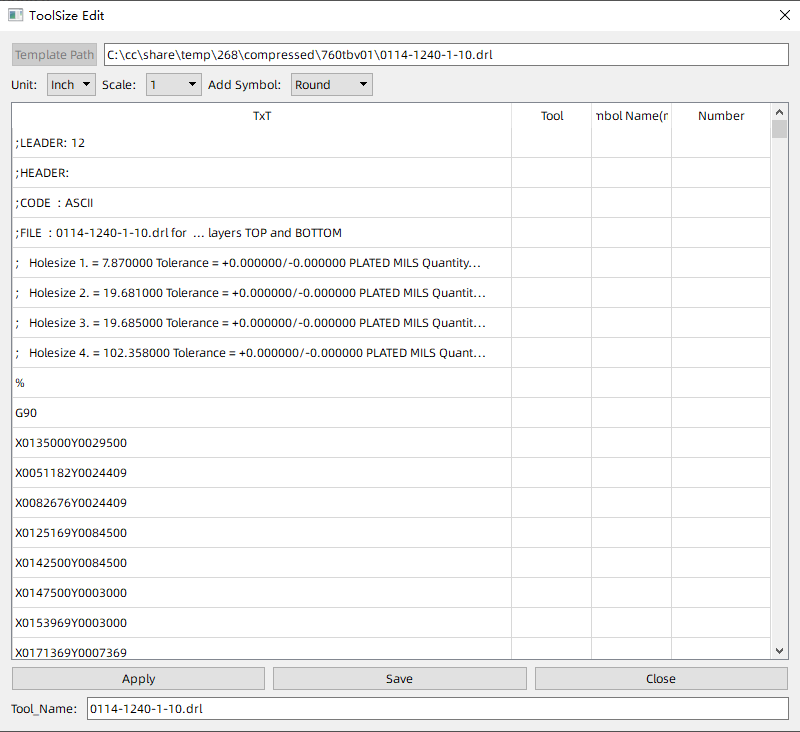 ToolSize Edit
Template Path C:\cc\share\temp\268\compressed\760tbv01\0114-1240-1-10.drl
Unit: Inch Scale: 1 Add Symbol: Round
TxT Tool mbol Name(r Number
;LEADER: 12
;HEADER:
;CODE : ASCII
;FILE : 0114-1240-1-10.drl for ... layers TOP and BOTTOM
; Holesize 1. = 7.870000 Tolerance = +0.000000/-0.000000 PLATED MILS Quantity...
; Holesize 2. = 19.681000 Tolerance = +0.000000/-0.000000 PLATED MILS Quantit...
; Holesize 3. = 19.685000 Tolerance = +0.000000/-0.000000 PLATED MILS Quantit...
; Holesize 4. = 102.358000 Tolerance = +0.000000/-0.000000 PLATED MILS Quant...
%
G90
X0135000Y0029500
X0051182Y0024409
X0082676Y0024409
X0125169Y0084500
X0142500Y0084500
X0147500Y0003000
X0153969Y0003000
X0171369Y0007369
Apply Save Close
Tool_Name: 0114-1240-1-10.drl